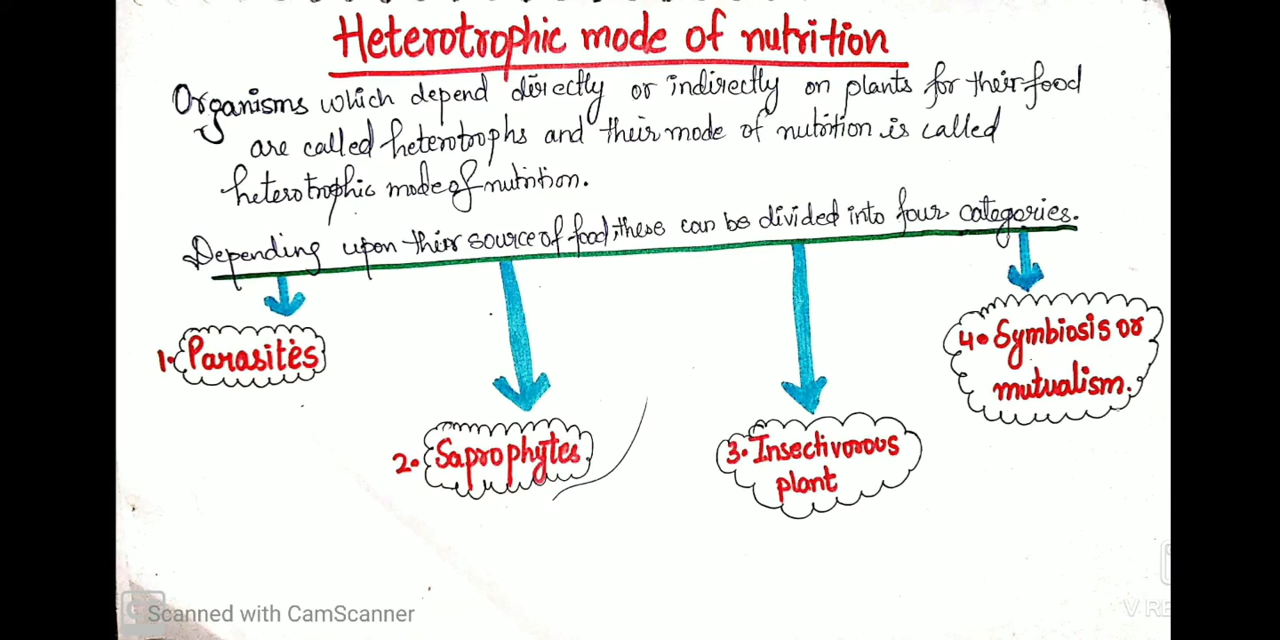 Heterotrophic mode of nutrition
Organisms which depend directly or indirectly on plants for their food
are called heterotrophs and their mode of nutrition is called
heterotrophic mode of nutrition.
Depending upon their source of food, these can be divided into four categories.
1. Parasites
2. Saprophytes
3. Insectivorous
plant
4. Symbiosis or
mutualism.
Scanned with CamScanner